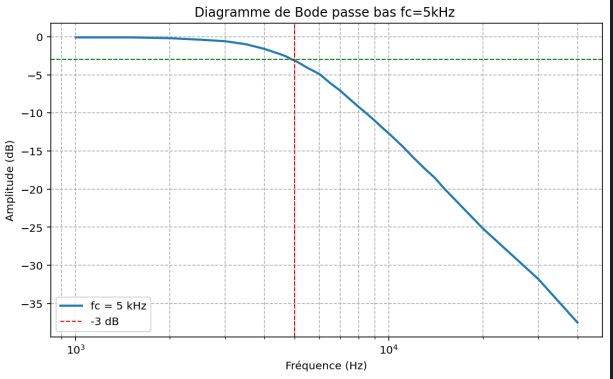 Diagramme de Bode passe bas fc=5kHz
0
−5
−10
−15
−20
−25
−30
−35
Amplitude (dB)
fc = 5 kHz
-3 dB
10³
10⁴
Fréquence (Hz)